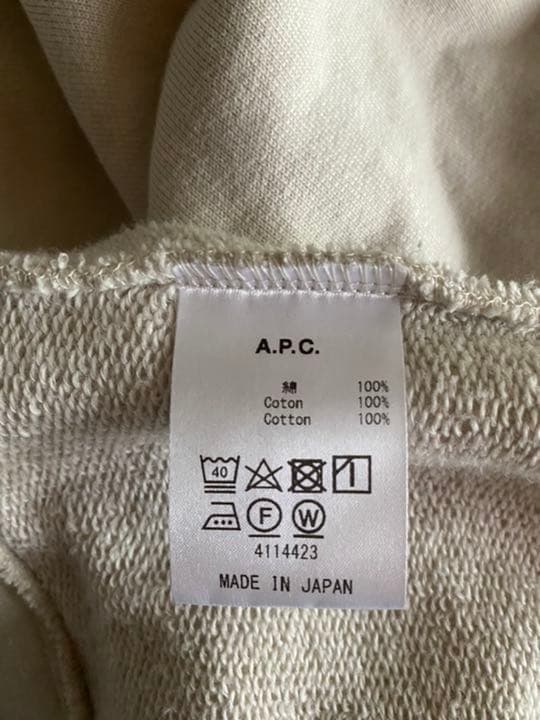 A.P.C.
綿 100%
Coton 100%
Cotton 100%
40
F W
4114423
MADE IN JAPAN